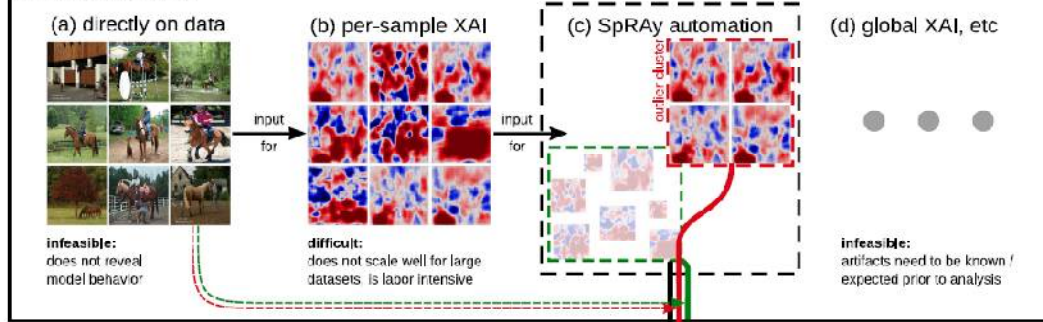 (a) directly on data
(b) per-sample XAI
(c) SpRAy automation
(d) global XAI, etc
outlier cluster
input
for
input
for
infeasible:
does not reveal
model behavior
difficult:
does not scale well for large
datasets, is labor intensive
infeasible:
artifacts need to be known /
expected prior to analysis